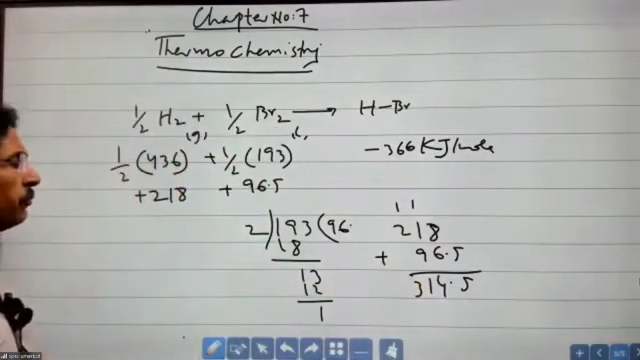 Chapter No:7
Thermochemistry
1/2 H2 + 1/2 Br2 → H-Br
(g) (l)
1/2 (436) + 1/2 (193) -366 KJ/mole
+218 +96.5
2)193(96.
18
13
12
1
11
218
+ 96.5
314.5